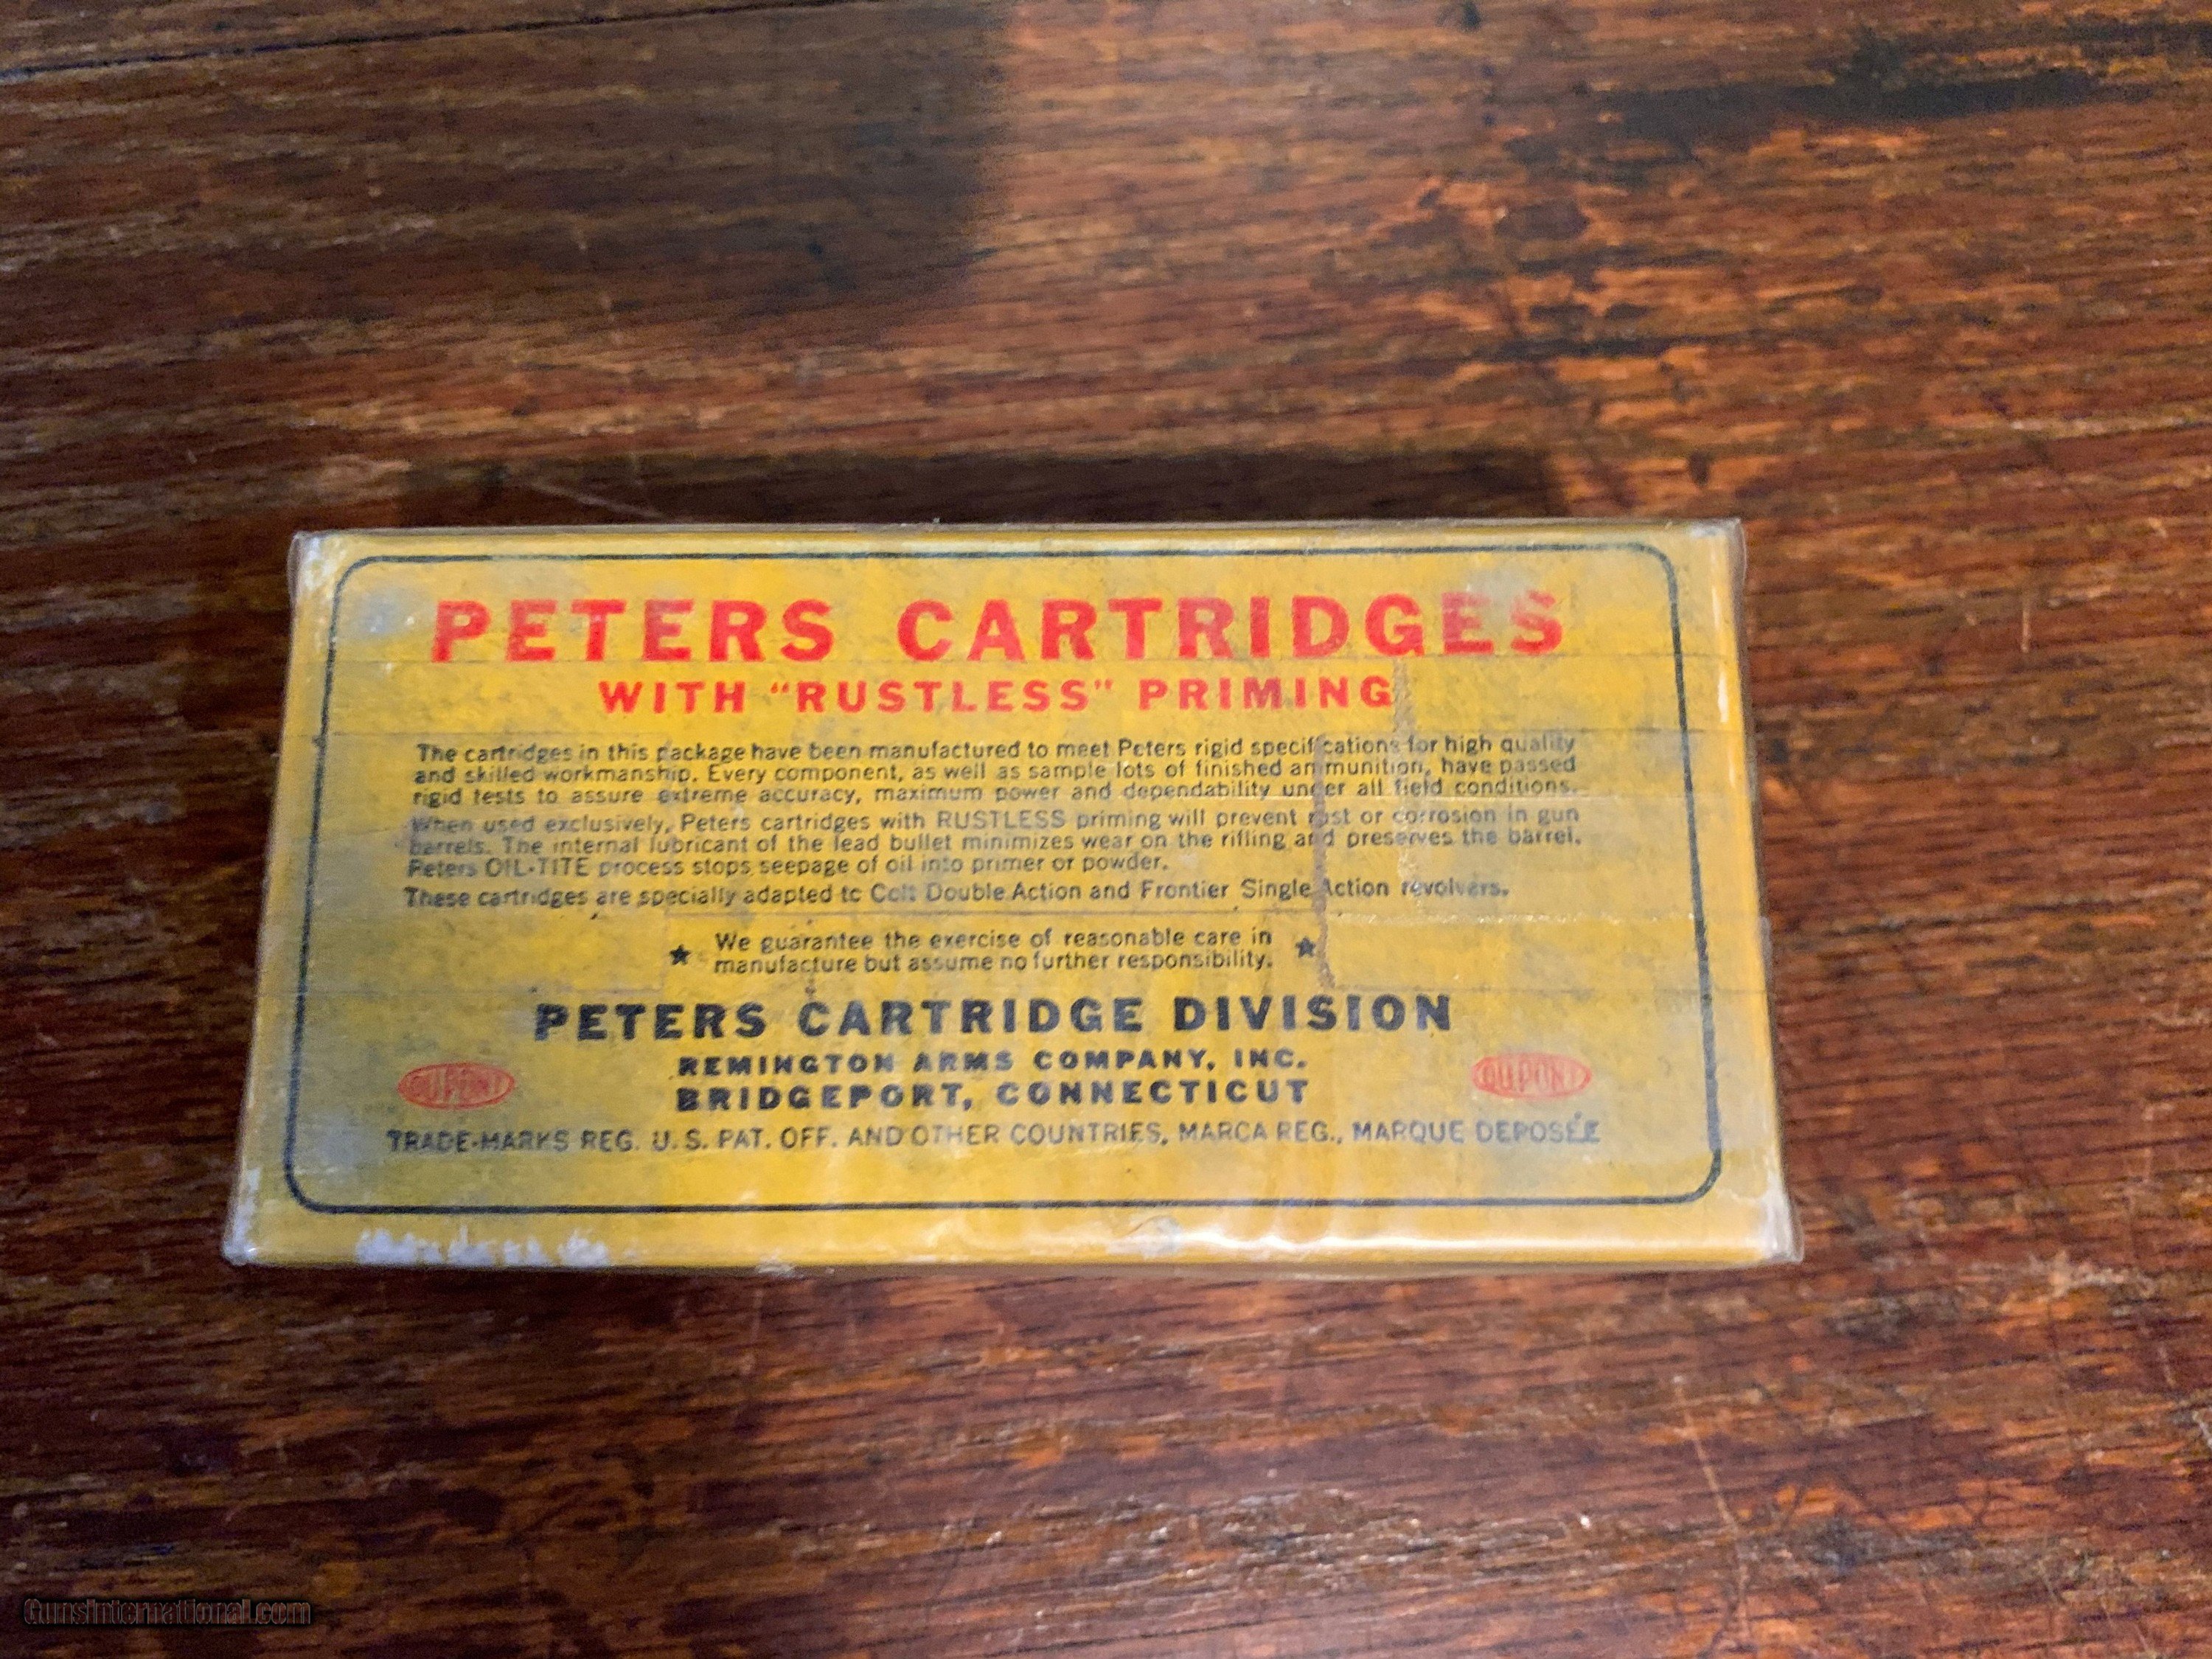 PETERS CARTRIDGES
WITH "RUSTLESS" PRIMING
The cartridges in this package have been manufactured to meet Peters rigid specifications for high quality
and skilled workmanship. Every component, as well as sample lots of finished ammunition, have passed
rigid tests to assure extreme accuracy, maximum power and dependability under all field conditions.
When used exclusively, Peters cartridges with RUSTLESS priming will prevent rust or corrosion in gun
barrels. The internal lubricant of the lead bullet minimizes wear on the rifling and preserves the barrel.
Peters OIL-TITE process stops seepage of oil into primer or powder.
These cartridges are specially adapted to Colt Double Action and Frontier Single Action revolvers.
★ We guarantee the exercise of reasonable care in ★
manufacture but assume no further responsibility.
PETERS CARTRIDGE DIVISION
REMINGTON ARMS COMPANY, INC.
DUPONT BRIDGEPORT, CONNECTICUT DUPONT
TRADE-MARKS REG. U. S. PAT. OFF. AND OTHER COUNTRIES, MARCA REG., MARQUE DEPOSÉE
GunsInternational.com